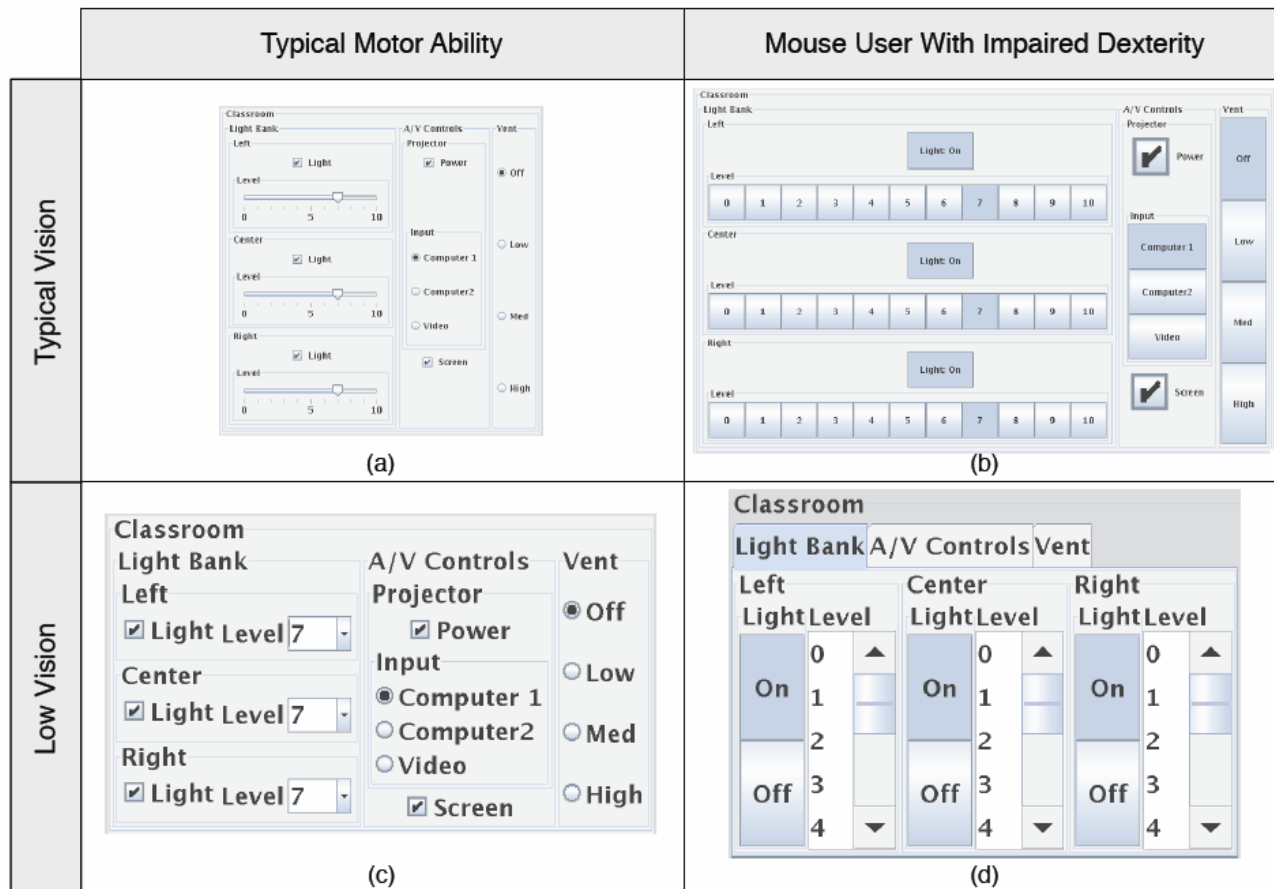 Typical Motor Ability
Mouse User With Impaired Dexterity
Typical Vision
Classroom
Light Bank
A/V Controls
Vent
Left
Projector
Light
Power
Off
Level
0 5 10
Center
Input
Low
Light
Computer 1
Level
Computer2
0 5 10
Med
Video
Right
Light
Screen
Level
High
0 5 10
(a)
Classroom
Light Bank
A/V Controls
Vent
Left
Projector
Light: On
Power
Off
Level
0 1 2 3 4 5 6 7 8 9 10
Input
Center
Computer 1
Low
Light: On
Level
Computer2
0 1 2 3 4 5 6 7 8 9 10
Med
Video
Right
Light: On
Screen
Level
High
0 1 2 3 4 5 6 7 8 9 10
(b)
Low Vision
Classroom
Light Bank
A/V Controls
Vent
Left
Projector
Off
Light Level 7
Power
Input
Low
Center
Computer 1
Light Level 7
Computer2
Med
Right
Video
Light Level 7
Screen
High
(c)
Classroom
Light Bank A/V Controls Vent
Left Center Right
Light Level Light Level Light Level
0 0 0
On 1 On 1 On 1
2 2 2
Off 3 Off 3 Off 3
4 4 4
(d)